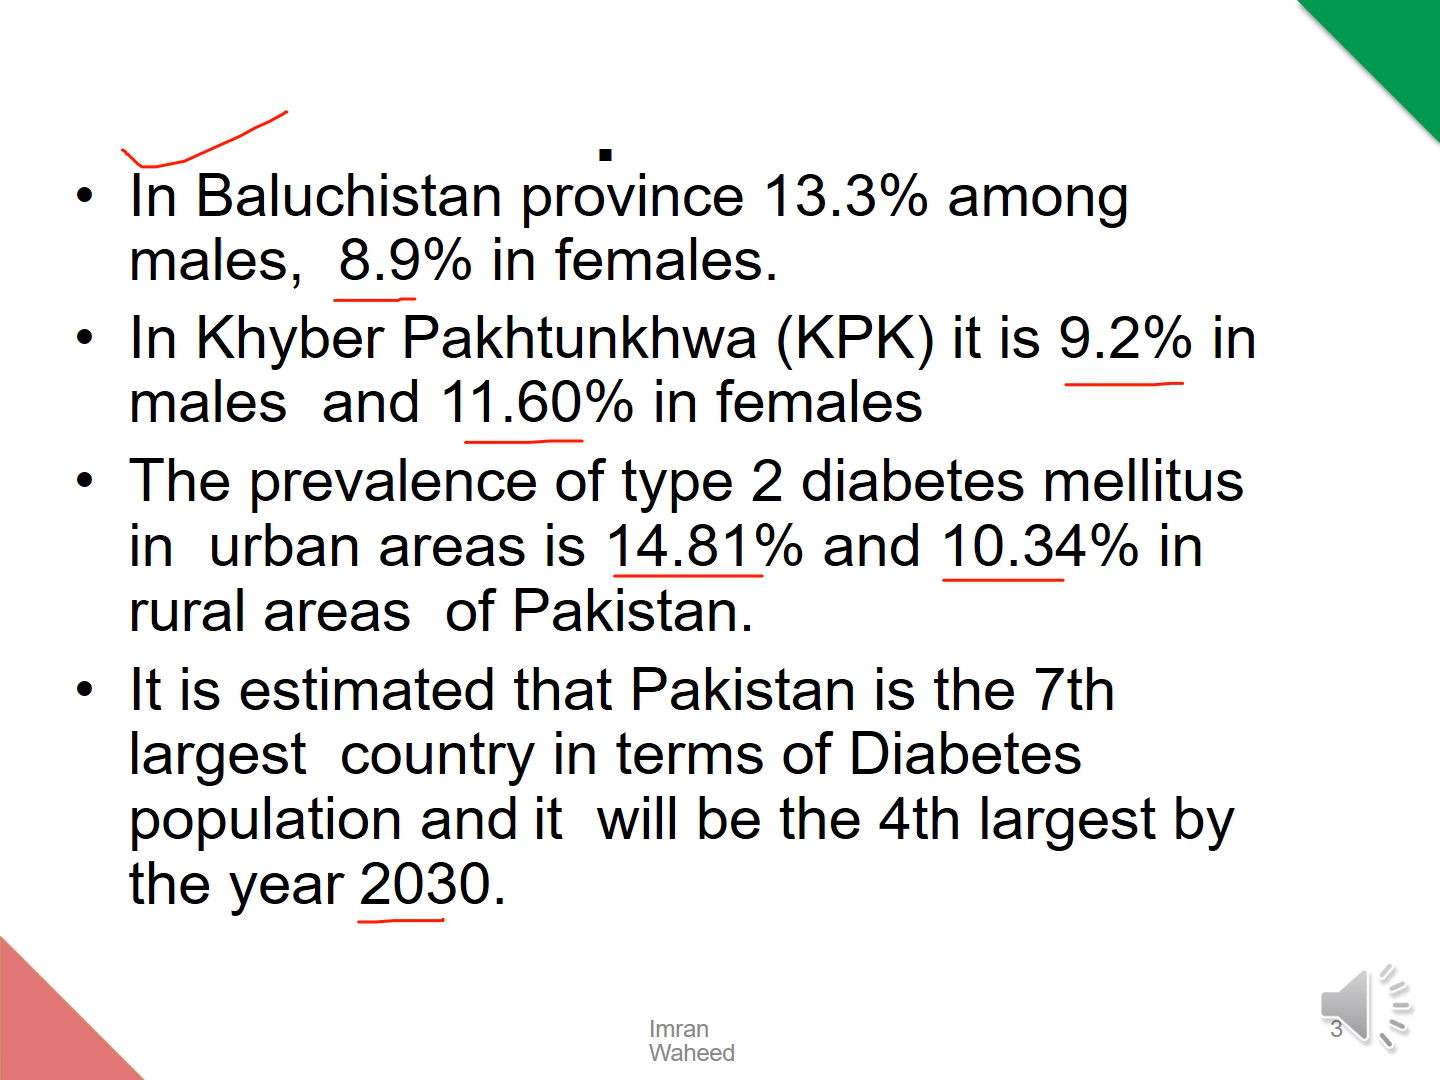 .
• In Baluchistan province 13.3% among
males,  8.9% in females.
• In Khyber Pakhtunkhwa (KPK) it is 9.2% in
males  and 11.60% in females
• The prevalence of type 2 diabetes mellitus
in  urban areas is 14.81% and 10.34% in
rural areas  of Pakistan.
• It is estimated that Pakistan is the 7th
largest  country in terms of Diabetes
population and it  will be the 4th largest by
the year 2030.
Imran
Waheed
3